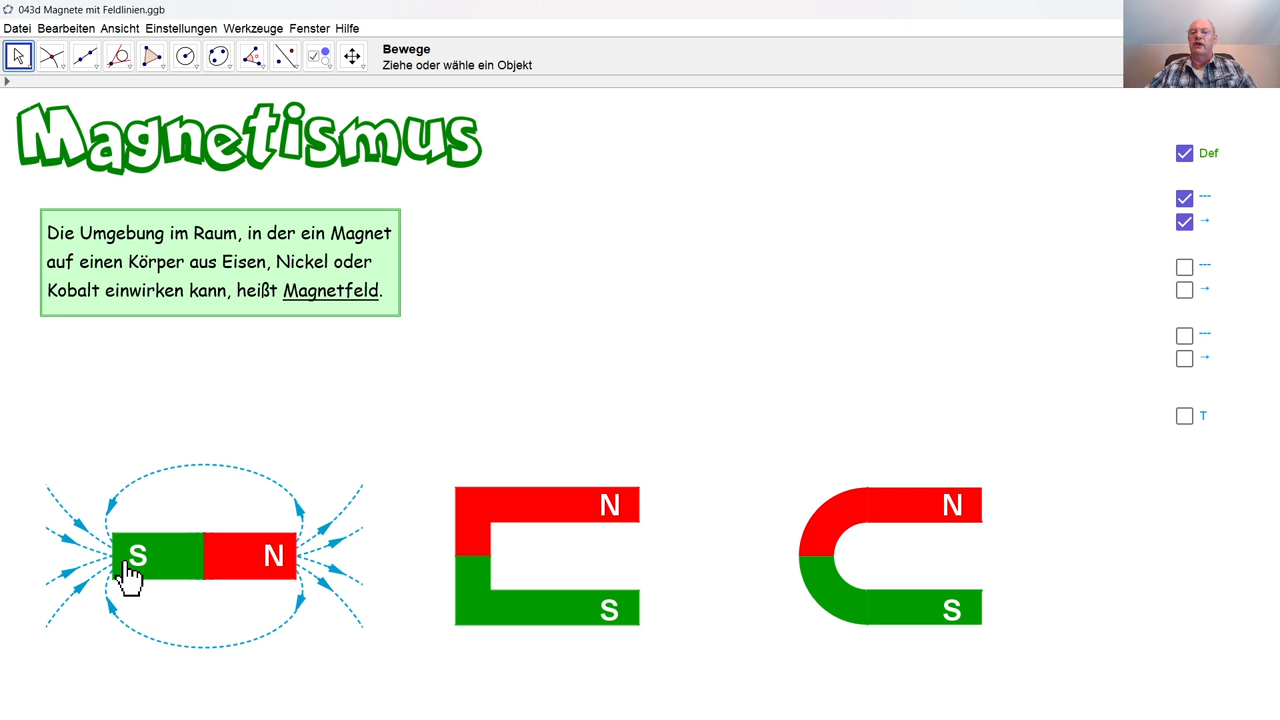 043d Magnete mit Feldlinien.ggb
Datei Bearbeiten Ansicht Einstellungen Werkzeuge Fenster Hilfe
Bewege
Ziehe oder wähle ein Objekt
Magnetismus
Def
Die Umgebung im Raum, in der ein Magnet
auf einen Körper aus Eisen, Nickel oder
Kobalt einwirken kann, heißt Magnetfeld.
---
→
---
→
---
→
T
S N
N
S
N
S